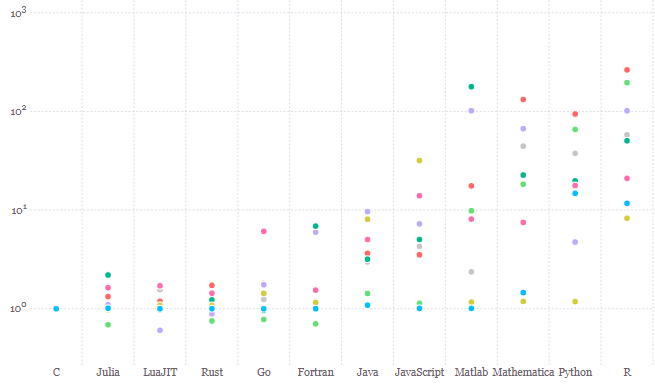 10³
10²
10¹
10⁰
C Julia LuaJIT Rust Go Fortran Java JavaScript Matlab Mathematica Python R